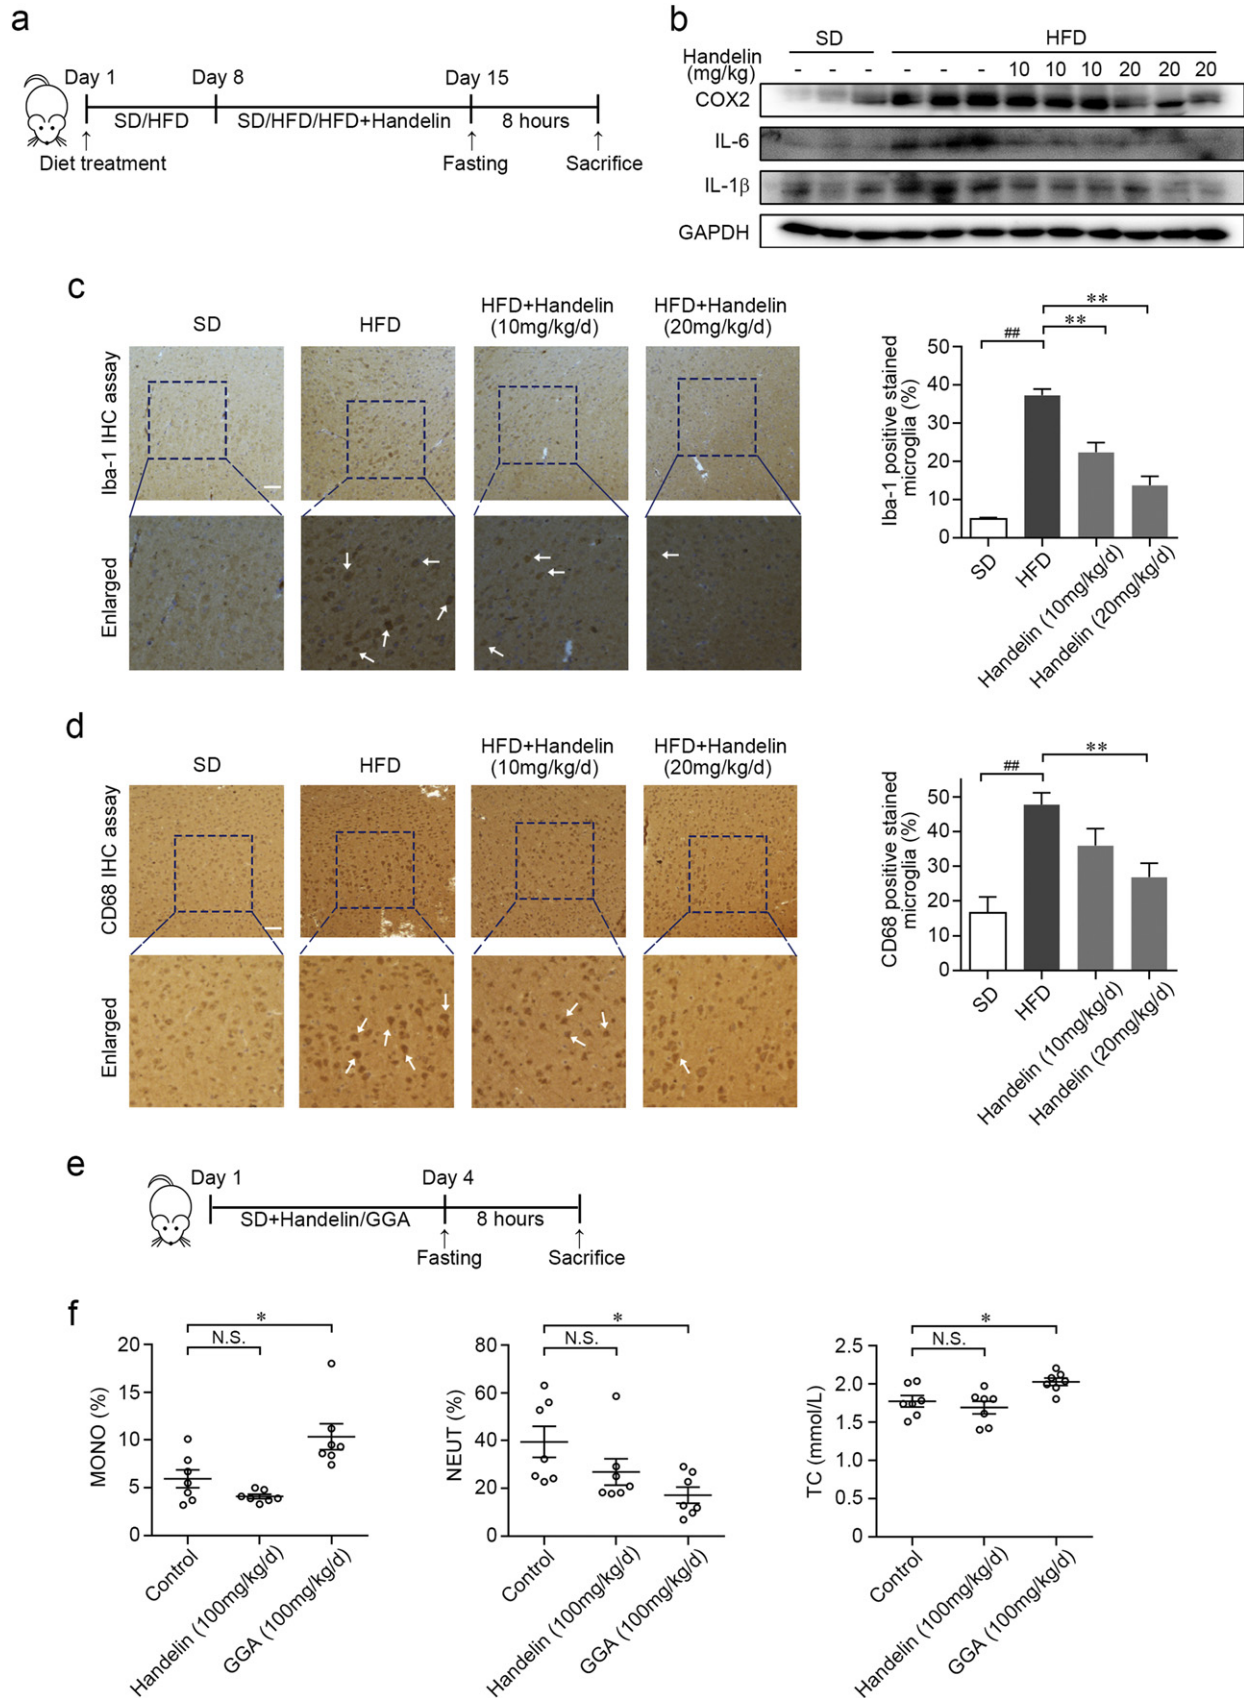 a
Day 1 Day 8 Day 15
SD/HFD SD/HFD/HFD+Handelin 8 hours
Diet treatment Fasting Sacrifice
b
SD HFD
Handelin
(mg/kg) - - - - - - 10 10 10 20 20 20
COX2
IL-6
IL-1β
GAPDH
c
SD HFD HFD+Handelin
(10mg/kg/d) HFD+Handelin
(20mg/kg/d)
Iba-1 IHC assay
Enlarged
**
**
##
Iba-1 positive stained
microglia (%)
50
40
30
20
10
0
SD
HFD
Handelin (10mg/kg/d)
Handelin (20mg/kg/d)
d
SD HFD HFD+Handelin
(10mg/kg/d) HFD+Handelin
(20mg/kg/d)
CD68 IHC assay
Enlarged
**
##
CD68 positive stained
microglia (%)
50
40
30
20
10
0
SD
HFD
Handelin (10mg/kg/d)
Handelin (20mg/kg/d)
e
Day 1 Day 4
SD+Handelin/GGA 8 hours
Fasting Sacrifice
f
*
N.S.
MONO (%)
20
15
10
5
0
Control
Handelin (100mg/kg/d)
GGA (100mg/kg/d)
*
N.S.
NEUT (%)
80
60
40
20
0
Control
Handelin (100mg/kg/d)
GGA (100mg/kg/d)
*
N.S.
TC (mmol/L)
2.5
2.0
1.5
1.0
0.5
0.0
Control
Handelin (100mg/kg/d)
GGA (100mg/kg/d)